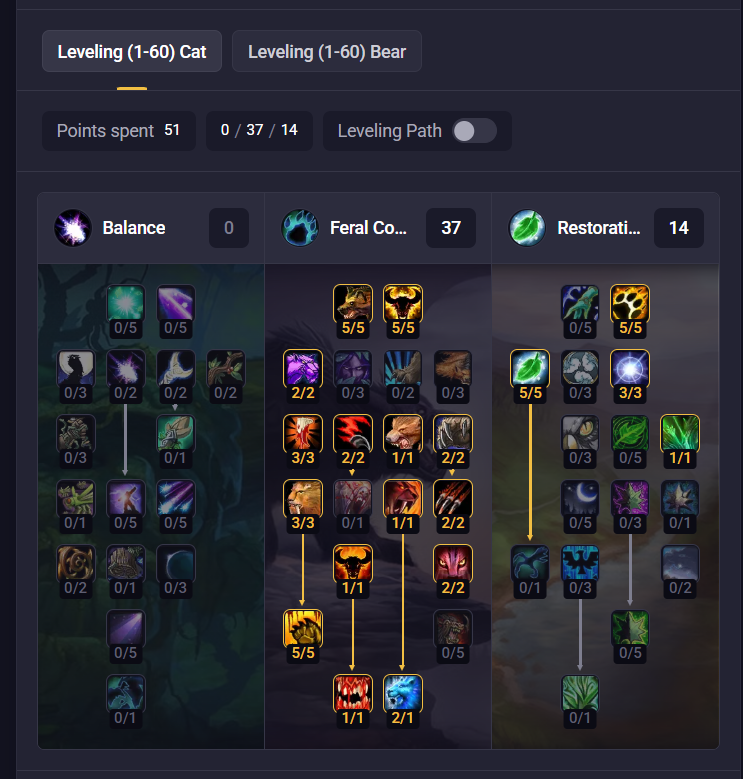 Leveling (1-60) Cat Leveling (1-60) Bear
Points spent 51 0 / 37 / 14 Leveling Path
Balance 0 Feral Co... 37 Restorati... 14
0/5 0/5 5/5 5/5 0/5 5/5
0/3 0/2 0/2 0/2 2/2 0/3 0/2 0/3 5/5 0/3 3/3
0/3 0/1 3/3 2/2 1/1 2/2 0/3 0/5 1/1
0/1 0/5 0/5 3/3 0/1 1/1 2/2 0/5 0/3 0/1
0/2 0/1 0/3 1/1 2/2 0/1 0/3 0/2
0/5 5/5 0/5 0/5
0/1 1/1 2/1 0/1